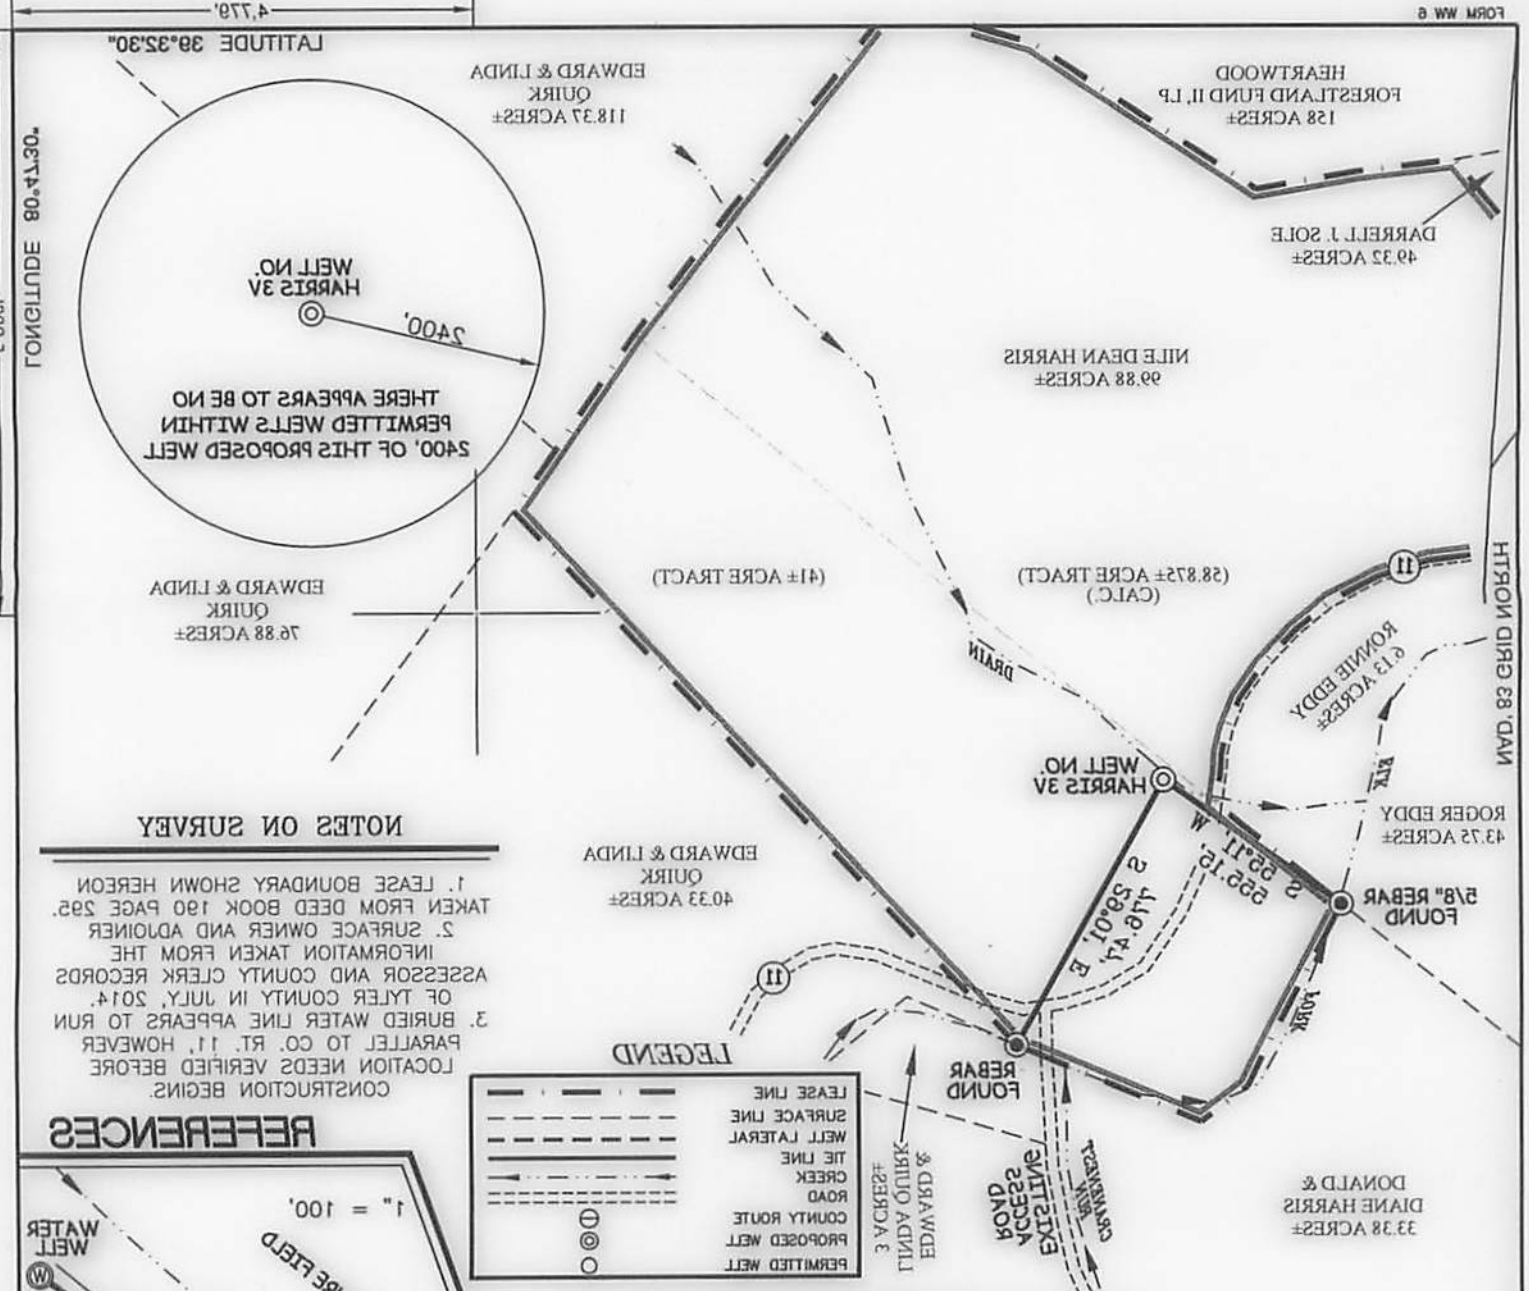 FORM WW 6
4,779'
LATITUDE 39°32'30"
LONGITUDE 80°47'30"
HEARTWOOD
FORESTLAND FUND II, LP
158 ACRES±
EDWARD & LINDA
QUIRK
118.37 ACRES±
DARRELL J. SOLE
49.32 ACRES±
WELL NO.
HARRIS 3V
2400'
THERE APPEARS TO BE NO
PERMITTED WELLS WITHIN
2400' OF THIS PROPOSED WELL
NILE DEAN HARRIS
99.88 ACRES±
NAD' 83 GRID NORTH
11
(58.875± ACRE TRACT)
(CALC.)
(41± ACRE TRACT)
EDWARD & LINDA
QUIRK
76.88 ACRES±
RONNIE EDDY
6.13 ACRES±
DRAIN
ELK
WELL NO.
HARRIS 3V
ROGER EDDY
43.75 ACRES±
S 55°11' W
555.15'
S 29°01' E
776.47'
5/8" REBAR
FOUND
EDWARD & LINDA
QUIRK
40.33 ACRES±
11
FORK
REBAR
FOUND
NOTES ON SURVEY
1. LEASE BOUNDARY SHOWN HEREON
TAKEN FROM DEED BOOK 190 PAGE 295.
2. SURFACE OWNER AND ADJOINER
INFORMATION TAKEN FROM THE
ASSESSOR AND COUNTY CLERK RECORDS
OF TYLER COUNTY IN JULY, 2014.
3. BURIED WATER LINE APPEARS TO RUN
PARALLEL TO CO. RT. 11, HOWEVER
LOCATION NEEDS VERIFIED BEFORE
CONSTRUCTION BEGINS.
LEGEND
LEASE LINE
SURFACE LINE
WELL LATERAL
TIE LINE
CREEK
ROAD
COUNTY ROUTE
PROPOSED WELL
PERMITTED WELL
EDWARD &
LINDA QUIRK
3 ACRES±
EXISTING
ACCESS
ROAD
CRAVENEST
RUN
DONALD &
DIANE HARRIS
33.38 ACRES±
REFERENCES
1" = 100'
WATER
WELL
W
FIELD